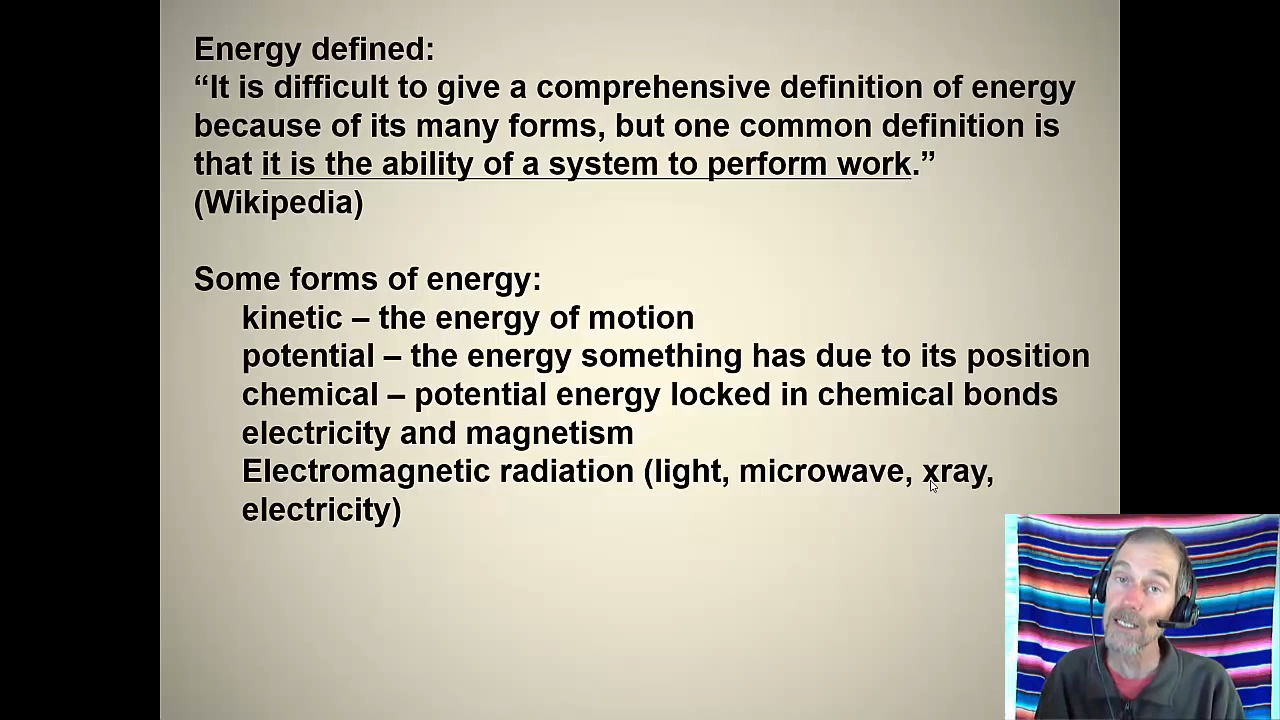 Energy defined:
“It is difficult to give a comprehensive definition of energy
because of its many forms, but one common definition is
that it is the ability of a system to perform work.”
(Wikipedia)
Some forms of energy:
kinetic – the energy of motion
potential – the energy something has due to its position
chemical – potential energy locked in chemical bonds
electricity and magnetism
Electromagnetic radiation (light, microwave, xray,
electricity)